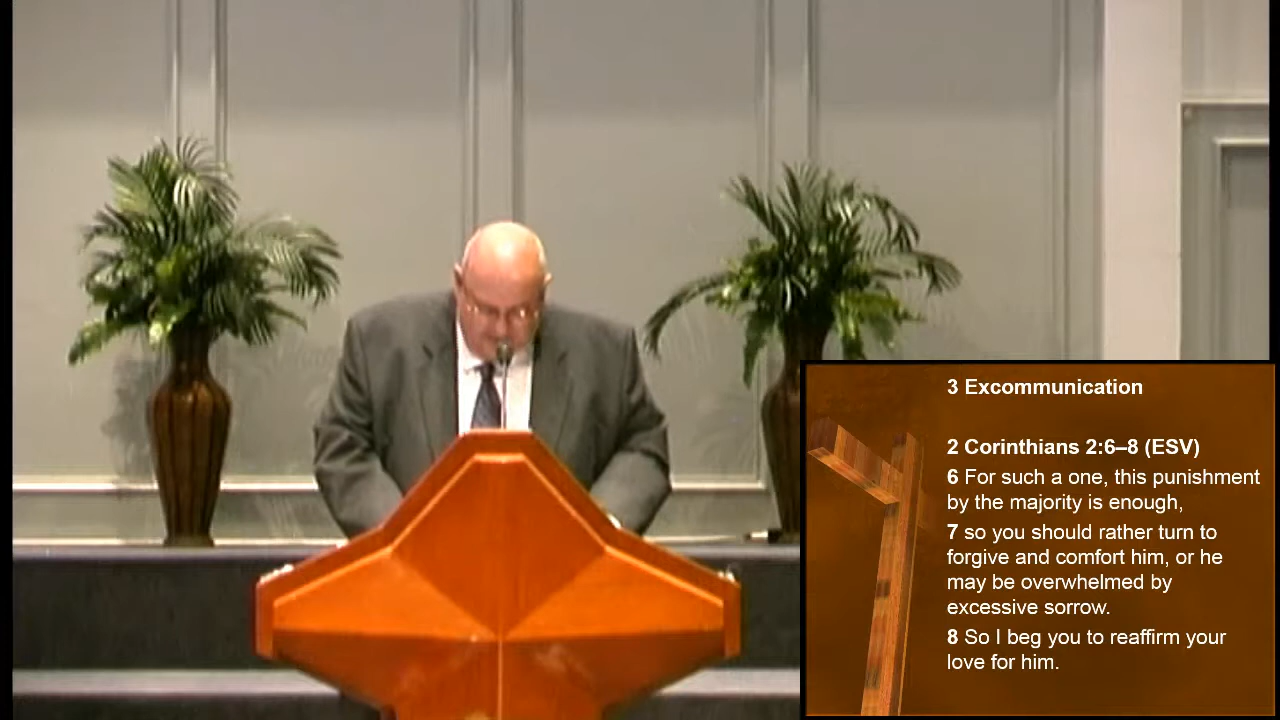 3 Excommunication
2 Corinthians 2:6–8 (ESV)
6 For such a one, this punishment
by the majority is enough,
7 so you should rather turn to
forgive and comfort him, or he
may be overwhelmed by
excessive sorrow.
8 So I beg you to reaffirm your
love for him.